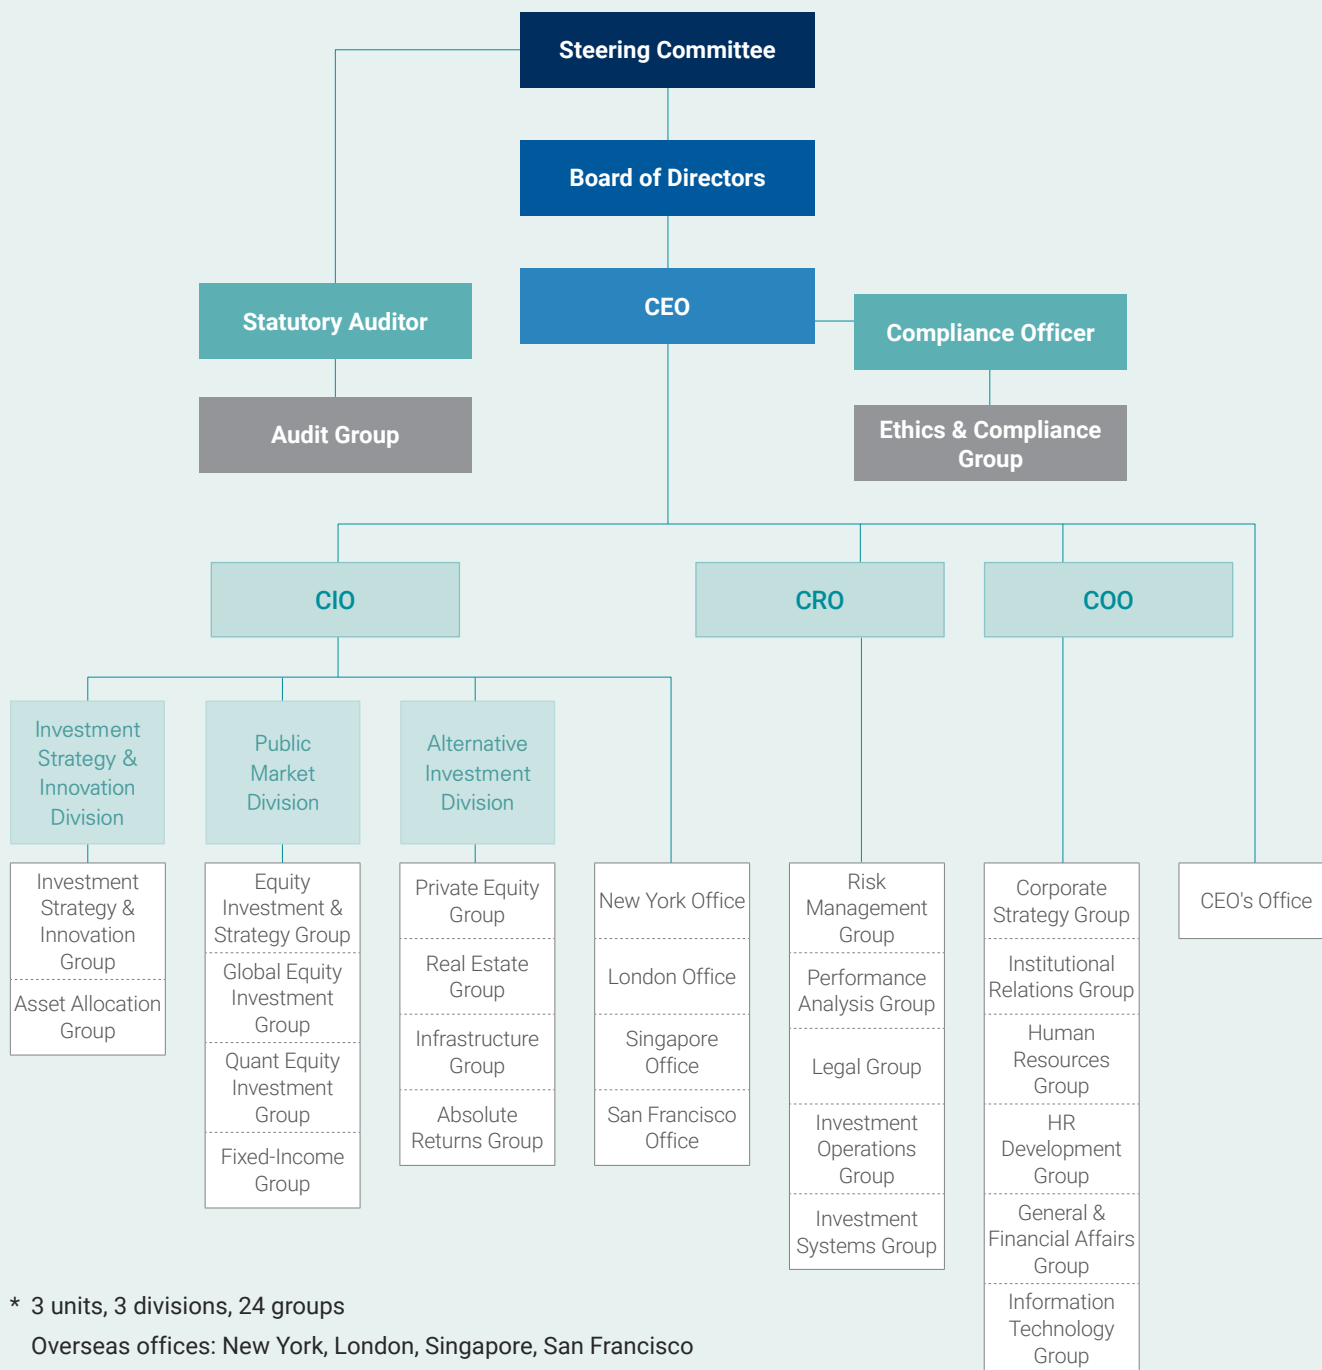 Steering Committee
Board of Directors
CEO
Statutory Auditor
Compliance Officer
Audit Group
Ethics & Compliance
Group
CIO
CRO
COO
Investment
Strategy &
Innovation
Division
Public
Market
Division
Alternative
Investment
Division
Investment
Strategy &
Innovation
Group
Asset Allocation
Group
Equity
Investment &
Strategy Group
Global Equity
Investment
Group
Quant Equity
Investment
Group
Fixed-Income
Group
Private Equity
Group
Real Estate
Group
Infrastructure
Group
Absolute
Returns Group
New York Office
London Office
Singapore
Office
San Francisco
Office
Risk
Management
Group
Performance
Analysis Group
Legal Group
Investment
Operations
Group
Investment
Systems Group
Corporate
Strategy Group
Institutional
Relations Group
Human
Resources
Group
HR
Development
Group
General &
Financial Affairs
Group
Information
Technology
Group
CEO's Office
* 3 units, 3 divisions, 24 groups
Overseas offices: New York, London, Singapore, San Francisco